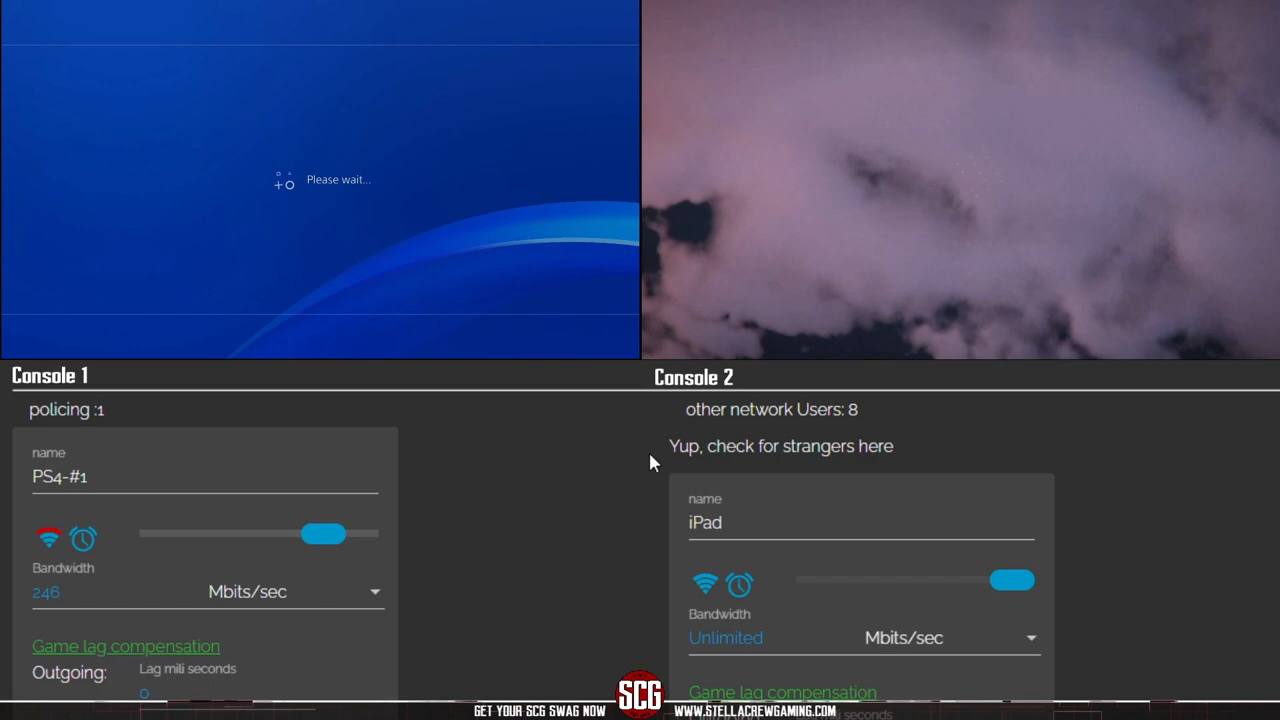 Please wait...
Console 1
policing :1
name
PS4-#1
Bandwidth
246 Mbits/sec
Game lag compensation
Outgoing:
Lag mili seconds
0
Console 2
other network Users: 8
Yup, check for strangers here
name
iPad
Bandwidth
Unlimited Mbits/sec
Game lag compensation
GET YOUR SCG SWAG NOW SCG WWW.STELLACREWGAMING.COM